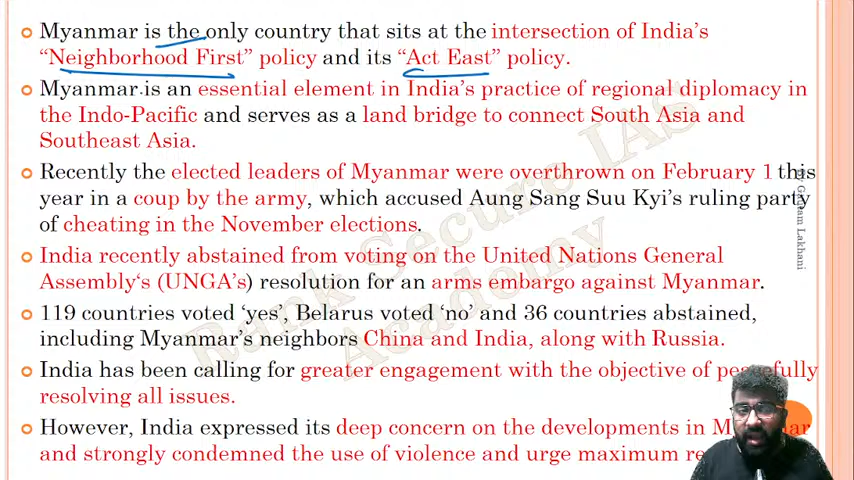 Myanmar is the only country that sits at the intersection of India's
"Neighborhood First" policy and its "Act East" policy.
Myanmar is an essential element in India's practice of regional diplomacy in
the Indo-Pacific and serves as a land bridge to connect South Asia and
Southeast Asia.
Recently the elected leaders of Myanmar were overthrown on February 1 this
year in a coup by the army, which accused Aung Sang Suu Kyi's ruling party
of cheating in the November elections.
India recently abstained from voting on the United Nations General
Assembly's (UNGA's) resolution for an arms embargo against Myanmar.
119 countries voted 'yes', Belarus voted 'no' and 36 countries abstained,
including Myanmar's neighbors China and India, along with Russia.
India has been calling for greater engagement with the objective of peacefully
resolving all issues.
However, India expressed its deep concern on the developments in
and strongly condemned the use of violence and urge maximum
Lakhani
Rank Secure IAS
Academy